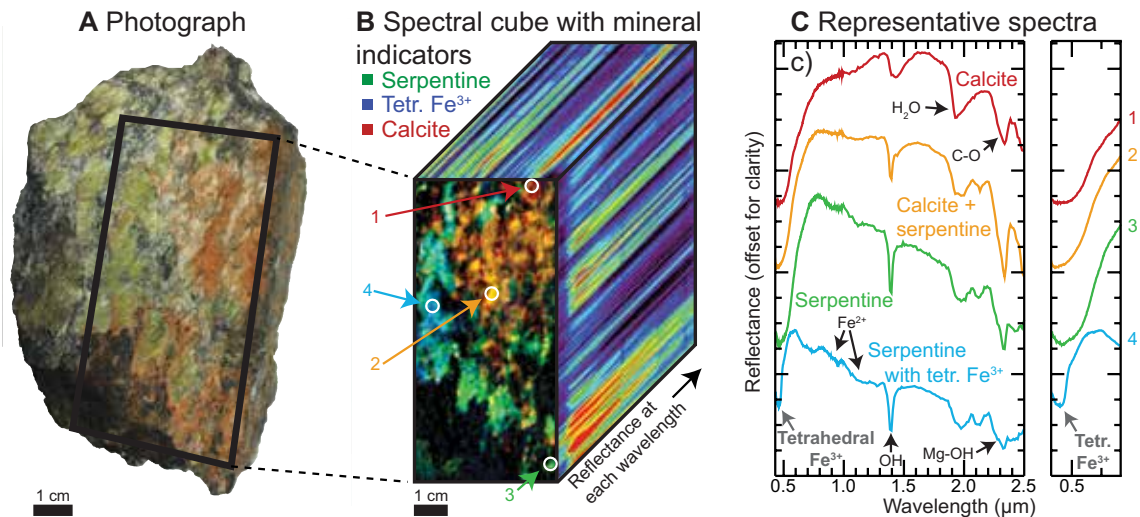 A Photograph
B Spectral cube with mineral
indicators
Serpentine
Tetr. Fe³⁺
Calcite
1
4
2
3
1 cm
1 cm
Reflectance at
each wavelength
C Representative spectra
c)
Reflectance (offset for clarity)
Calcite
H₂O
C-O
Calcite +
serpentine
Serpentine
Fe²⁺
Serpentine
with tetr. Fe³⁺
Tetrahedral
Fe³⁺
OH
Mg-OH
0.5 1.0 1.5 2.0 2.5
Wavelength (µm)
1
2
3
4
Tetr.
Fe³⁺
0.5 0.9